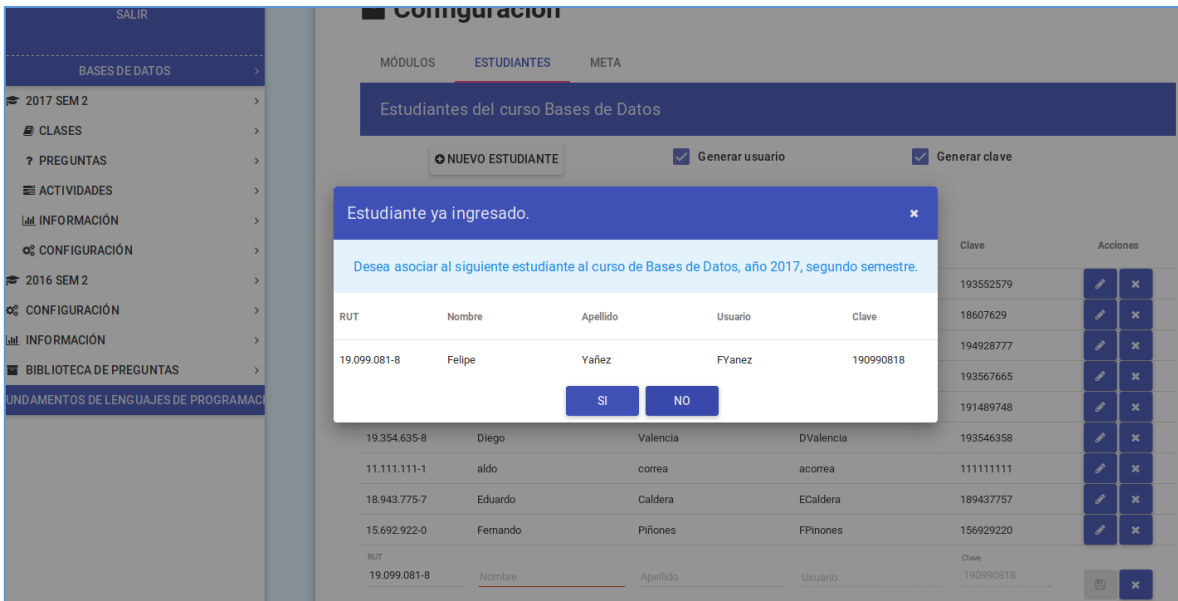 SALIR
BASES DE DATOS
2017 SEM 2
CLASES
? PREGUNTAS
ACTIVIDADES
INFORMACIÓN
CONFIGURACIÓN
2016 SEM 2
CONFIGURACIÓN
INFORMACIÓN
BIBLIOTECA DE PREGUNTAS
UNDAMENTOS DE LENGUAJES DE PROGRAMACI
Configuración
MÓDULOS ESTUDIANTES META
Estudiantes del curso Bases de Datos
NUEVO ESTUDIANTE Generar usuario Generar clave
Estudiante ya ingresado.
Desea asociar al siguiente estudiante al curso de Bases de Datos, año 2017, segundo semestre.
RUT Nombre Apellido Usuario Clave
19.099.081-8 Felipe Yañez FYanez 190990818
SI NO
Clave Acciones
193552579
18607629
194928777
193567665
191489748
19.354.635-8 Diego Valencia DValencia 193546358
11.111.111-1 aldo correa acorrea 111111111
18.943.775-7 Eduardo Caldera ECaldera 189437757
15.692.922-0 Fernando Piñones FPinones 156929220
RUT Clave
19.099.081-8 Nombre Apellido Usuario 190990818